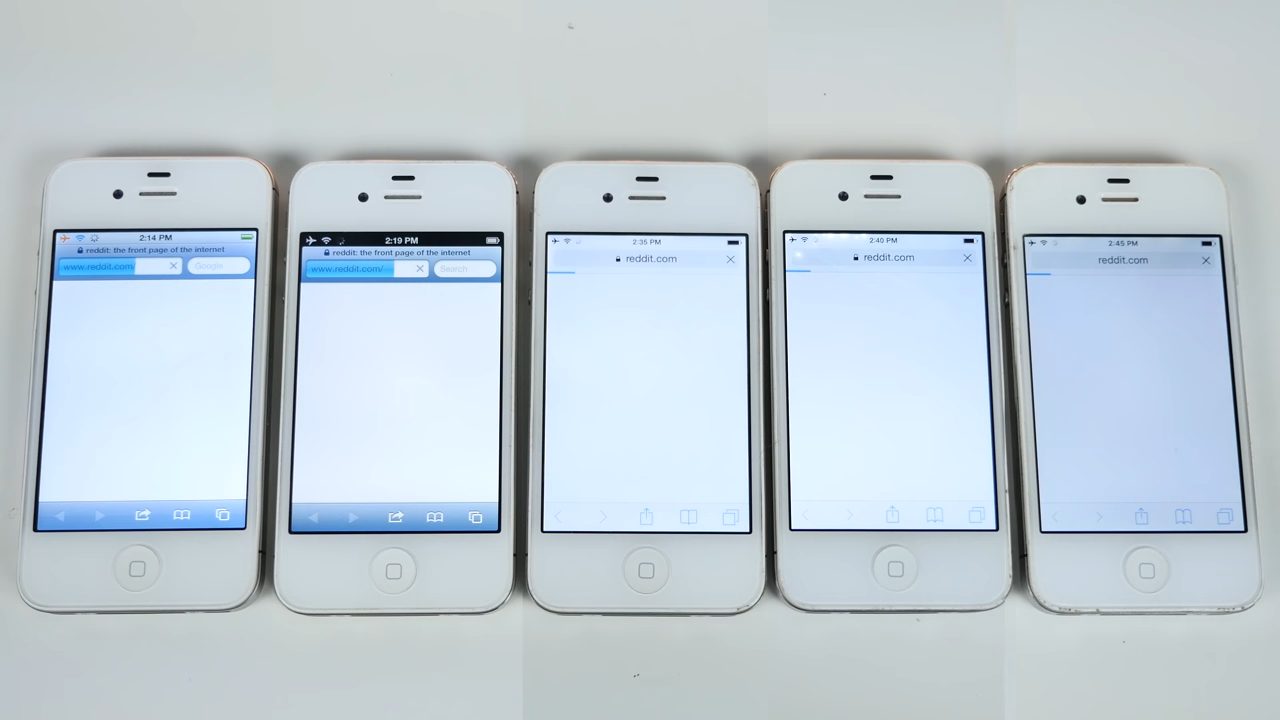 2:14 PM
reddit: the front page of the internet
www.reddit.com/
Google
2:19 PM
reddit: the front page of the internet
www.reddit.com/
Search
2:35 PM
reddit.com
2:40 PM
reddit.com
2:45 PM
reddit.com